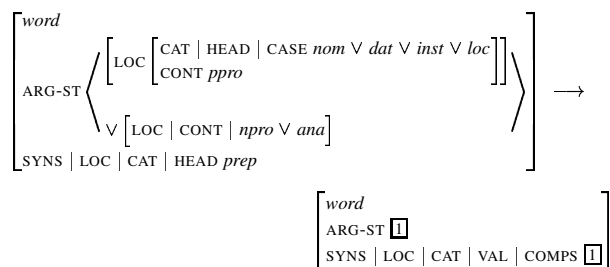 word
LOC CAT | HEAD | CASE nom ∨ dat ∨ inst ∨ loc
CONT ppro
ARG-ST
∨ [LOC | CONT | npro ∨ ana]
SYNS | LOC | CAT | HEAD prep
⟶
word
ARG-ST 1
SYNS | LOC | CAT | VAL | COMPS 1